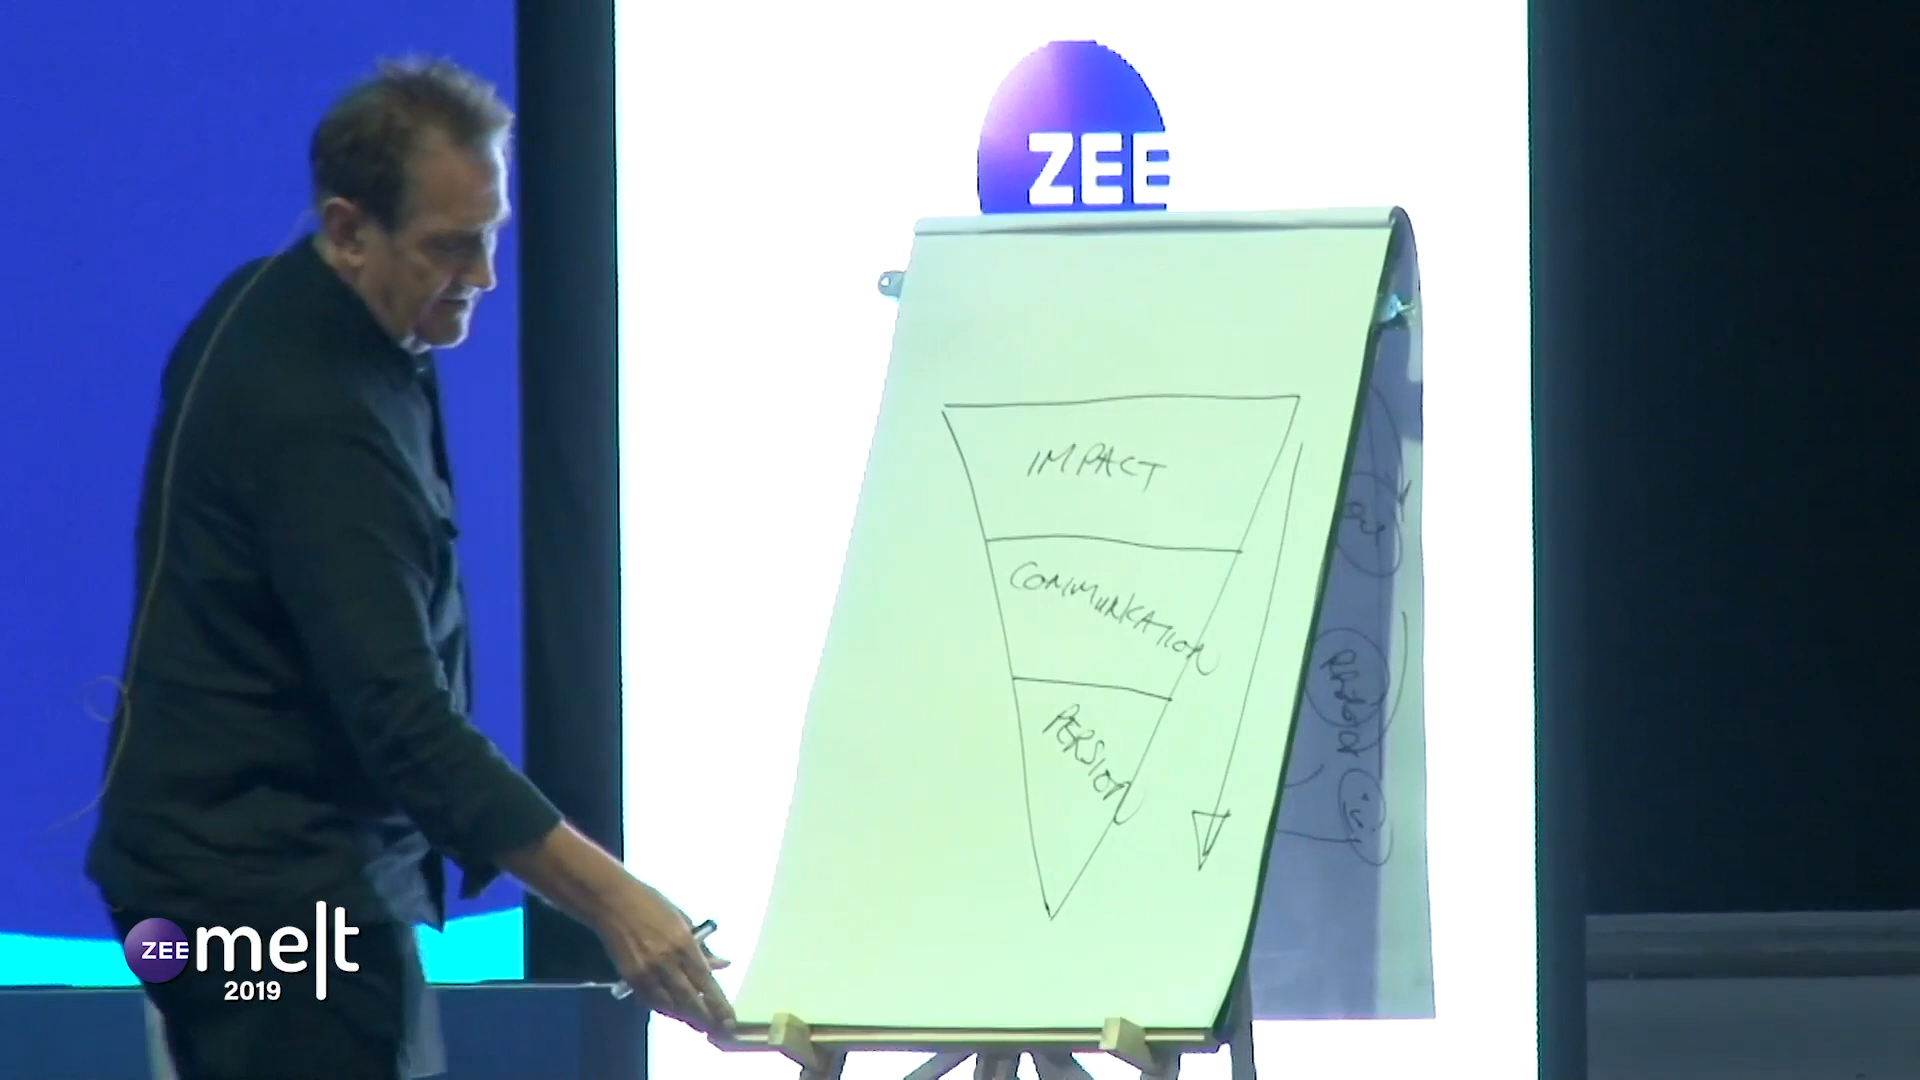 ZEE
IMPACT
COMMUNICATION
PERSION
ZEE melt
2019